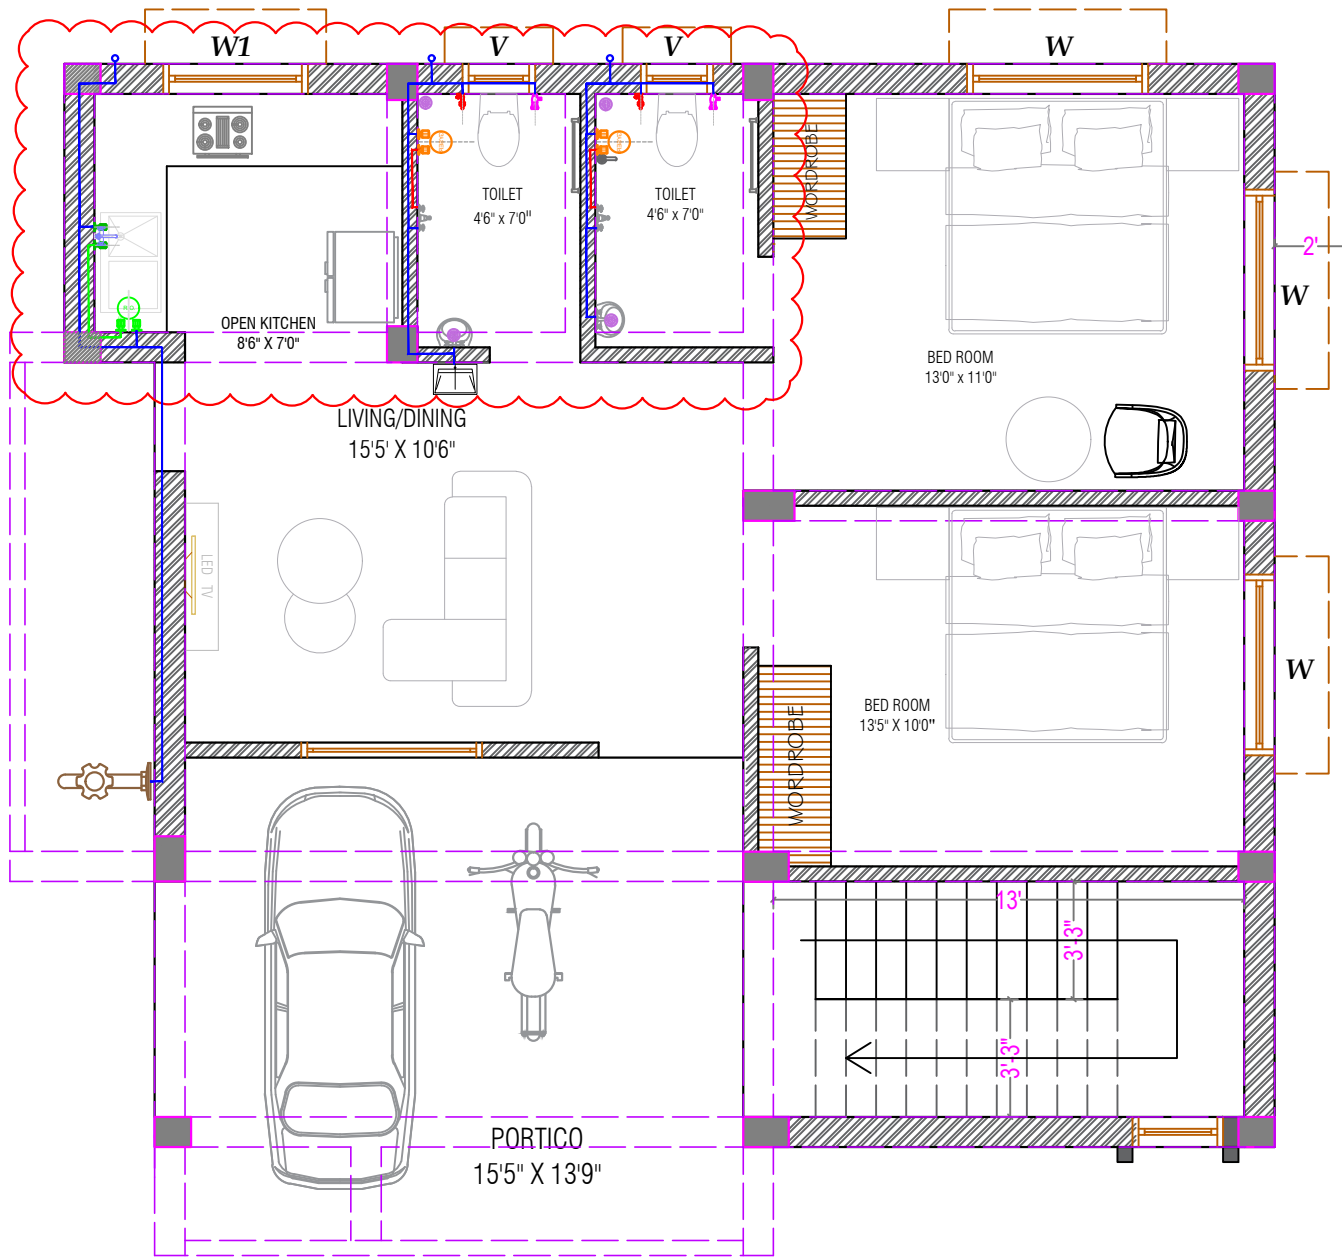 W1
V
V
W
WORDROBE
TOILET
4'6" x 7'0"
TOILET
4'6" x 7'0"
2'
W
OPEN KITCHEN
8'6" X 7'0"
BED ROOM
13'0" x 11'0"
LIVING/DINING
15'5' X 10'6"
LED TV
W
BED ROOM
13'5" X 10'0"
WORDROBE
13'
3'-3"
3'-3"
PORTICO
15'5" X 13'9"